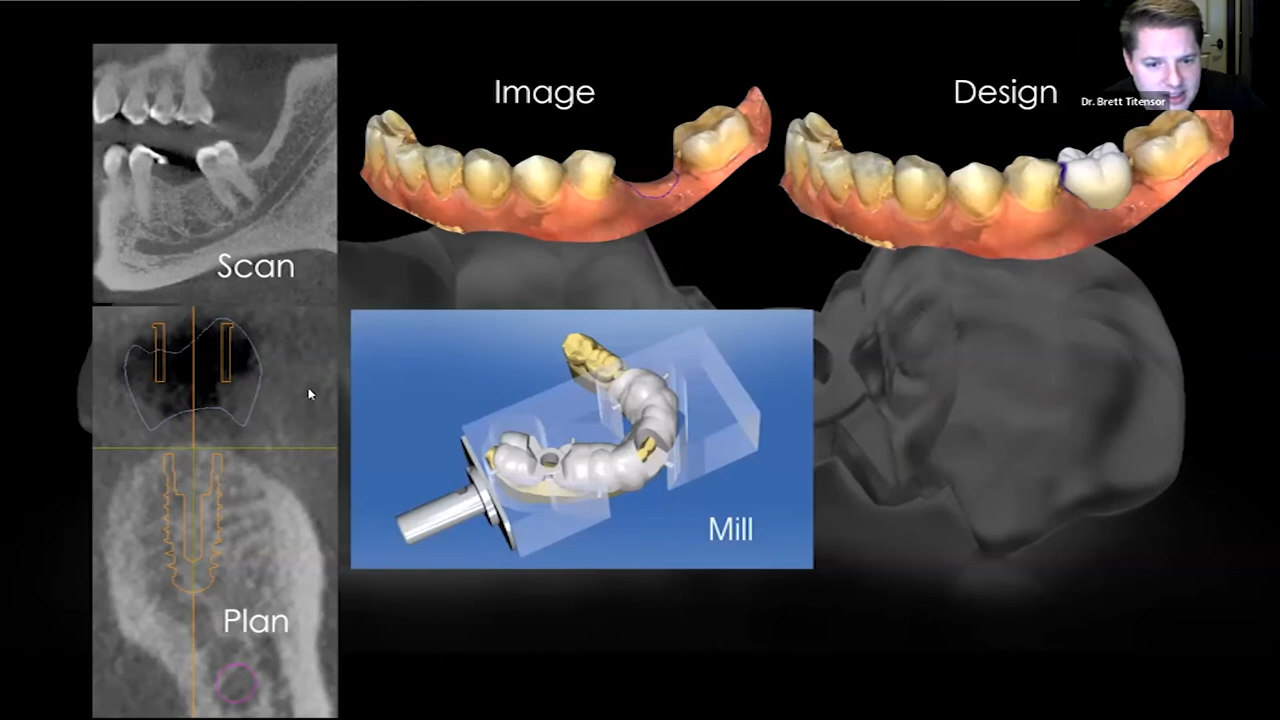 Image
Design
Dr. Brett Titensor
Scan
Mill
Plan